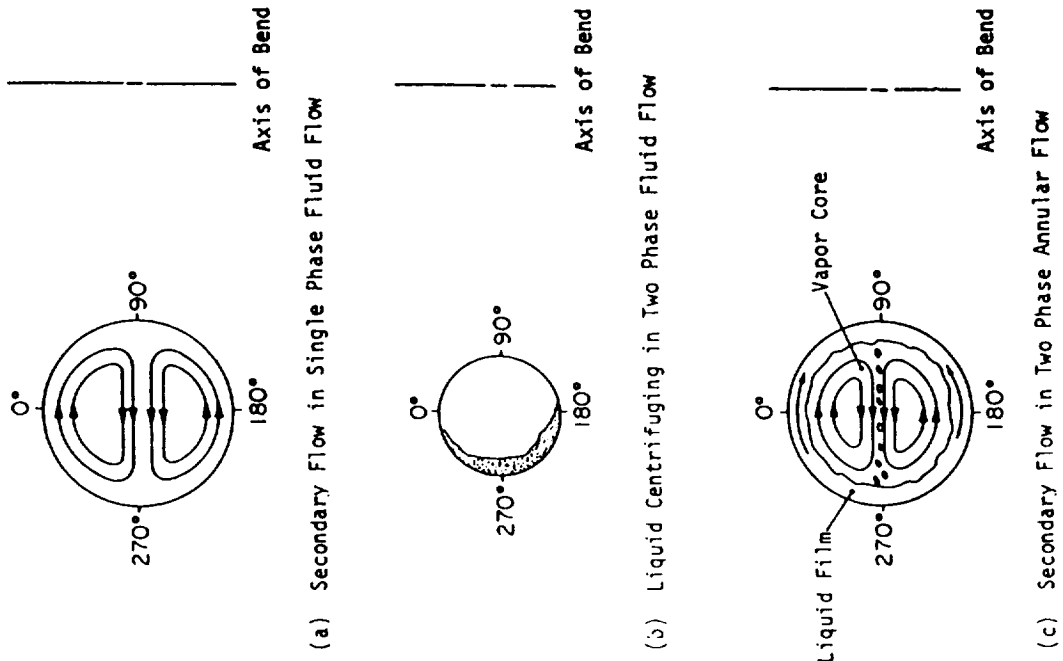 0°
90°
180°
270°
Axis of Bend
(a) Secondary Flow in Single Phase Fluid Flow
0°
90°
180°
270°
Axis of Bend
(b) Liquid Centrifuging in Two Phase Fluid Flow
Vapor Core
0°
90°
180°
270°
Liquid Film
Axis of Bend
(c) Secondary Flow in Two Phase Annular Flow